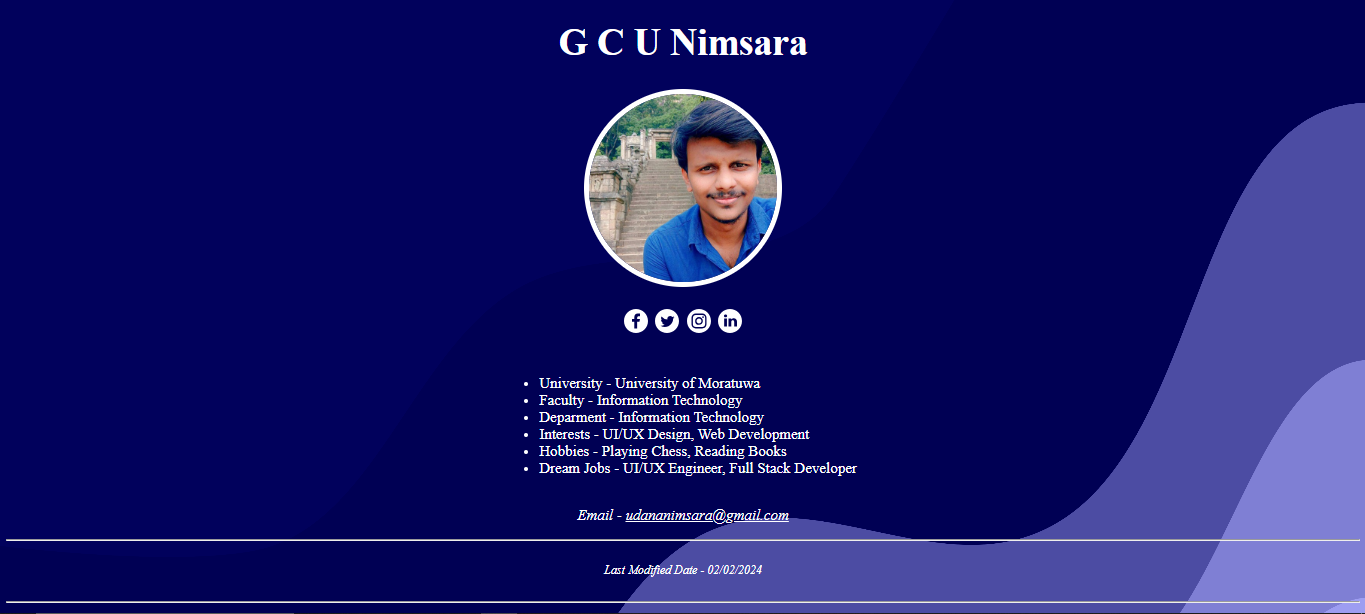 G C U Nimsara
University - University of Moratuwa
Faculty - Information Technology
Deparment - Information Technology
Interests - UI/UX Design, Web Development
Hobbies - Playing Chess, Reading Books
Dream Jobs - UI/UX Engineer, Full Stack Developer
Email - udananimsara@gmail.com
Last Modified Date - 02/02/2024